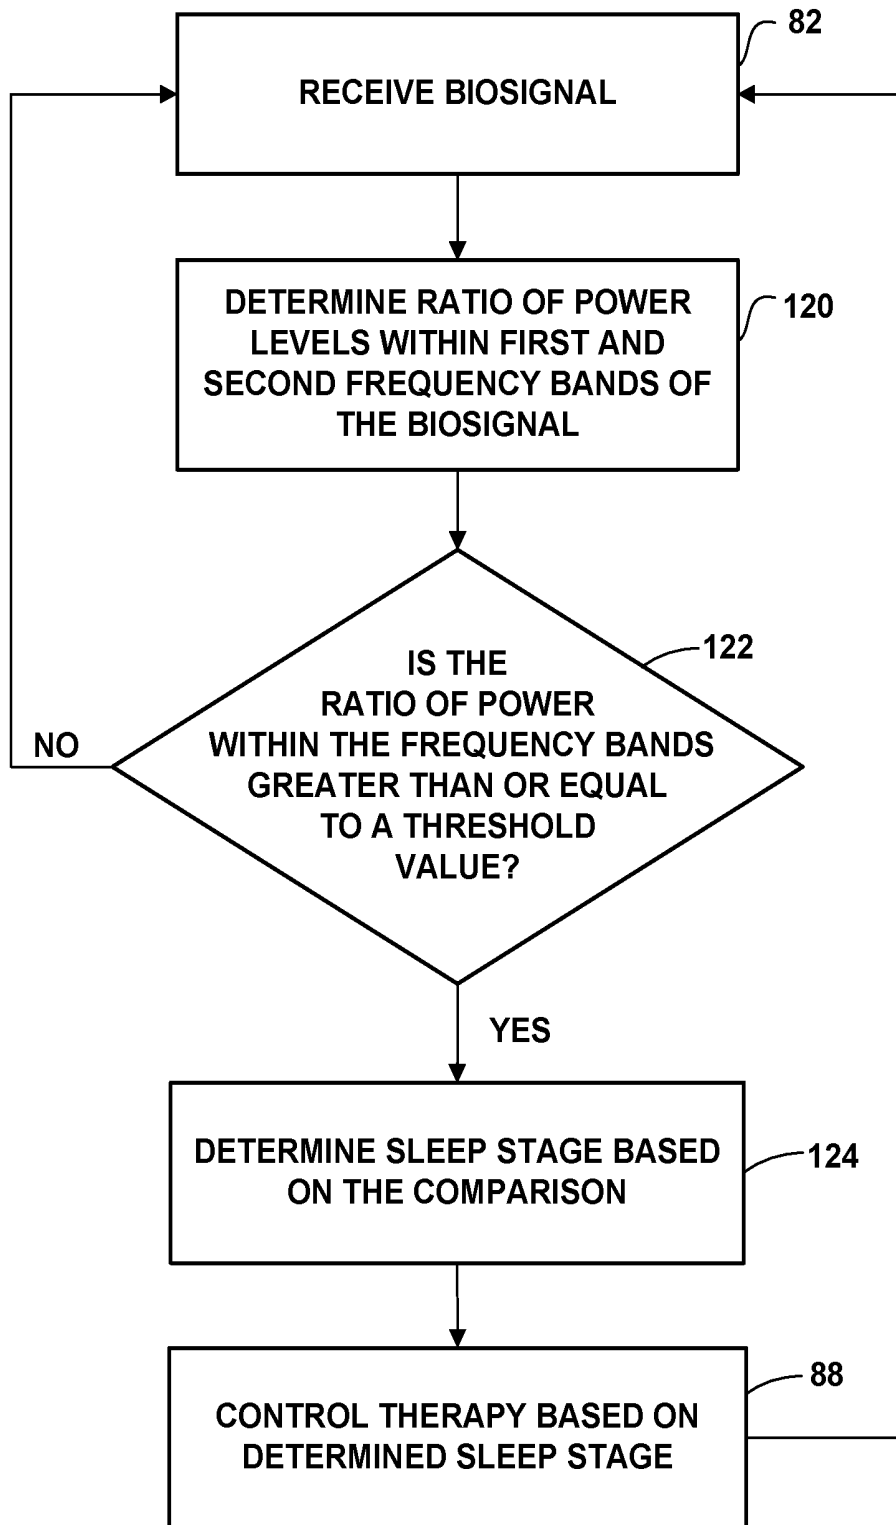 82
RECEIVE BIOSIGNAL
DETERMINE RATIO OF POWER
LEVELS WITHIN FIRST AND
SECOND FREQUENCY BANDS OF
THE BIOSIGNAL
120
IS THE
RATIO OF POWER
WITHIN THE FREQUENCY BANDS
GREATER THAN OR EQUAL
TO A THRESHOLD
VALUE?
122
NO
YES
DETERMINE SLEEP STAGE BASED
ON THE COMPARISON
124
88
CONTROL THERAPY BASED ON
DETERMINED SLEEP STAGE